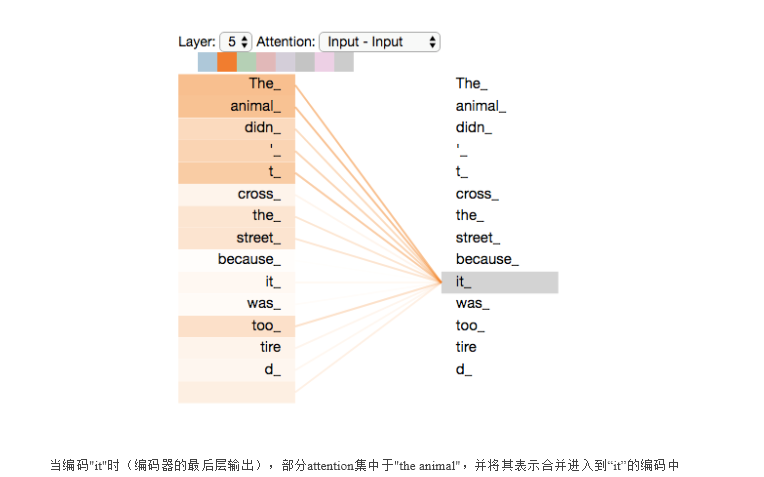 Layer: 5 Attention: Input - Input
The_ The_
animal_ animal_
didn_ didn_
'_ '_
t_ t_
cross_ cross_
the_ the_
street_ street_
because_ because_
it_ it_
was_ was_
too_ too_
tire tire
d_ d_
当编码"it"时（编码器的最后层输出），部分attention集中于"the animal"，并将其表示合并进入到“it”的编码中